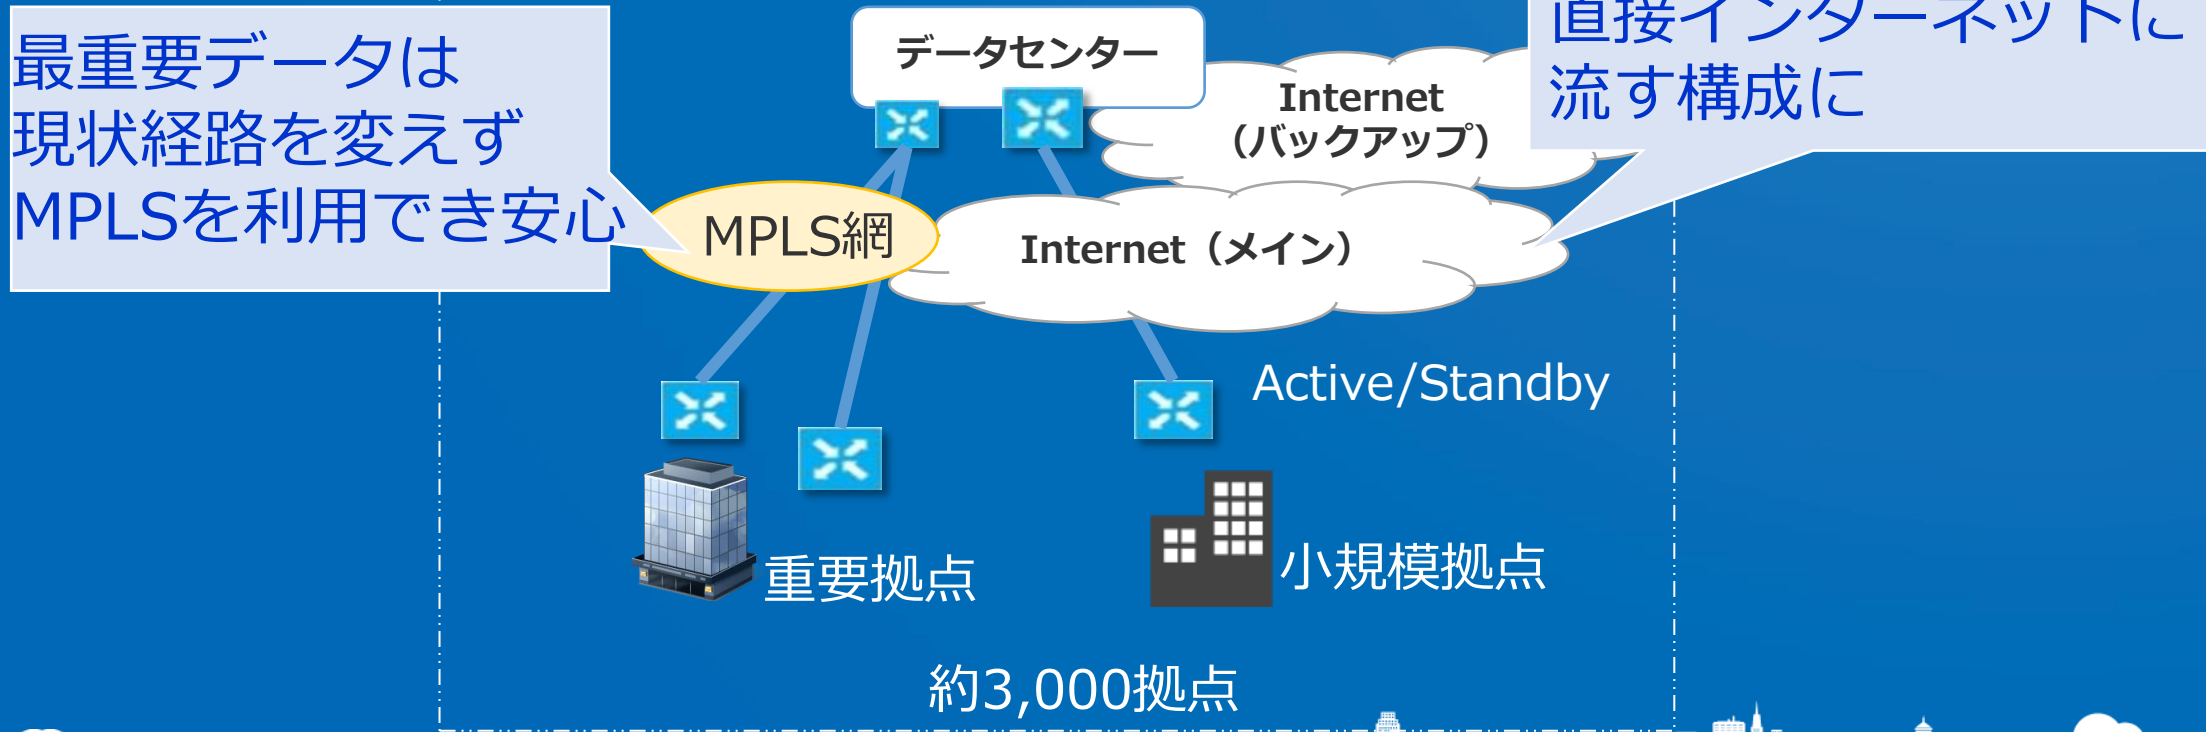 最重要データは
現状経路を変えず
MPLSを利用でき安心
データセンター
Internet
（バックアップ）
直接インターネットに
流す構成に
MPLS網
Internet（メイン）
Active/Standby
重要拠点
小規模拠点
約3,000拠点